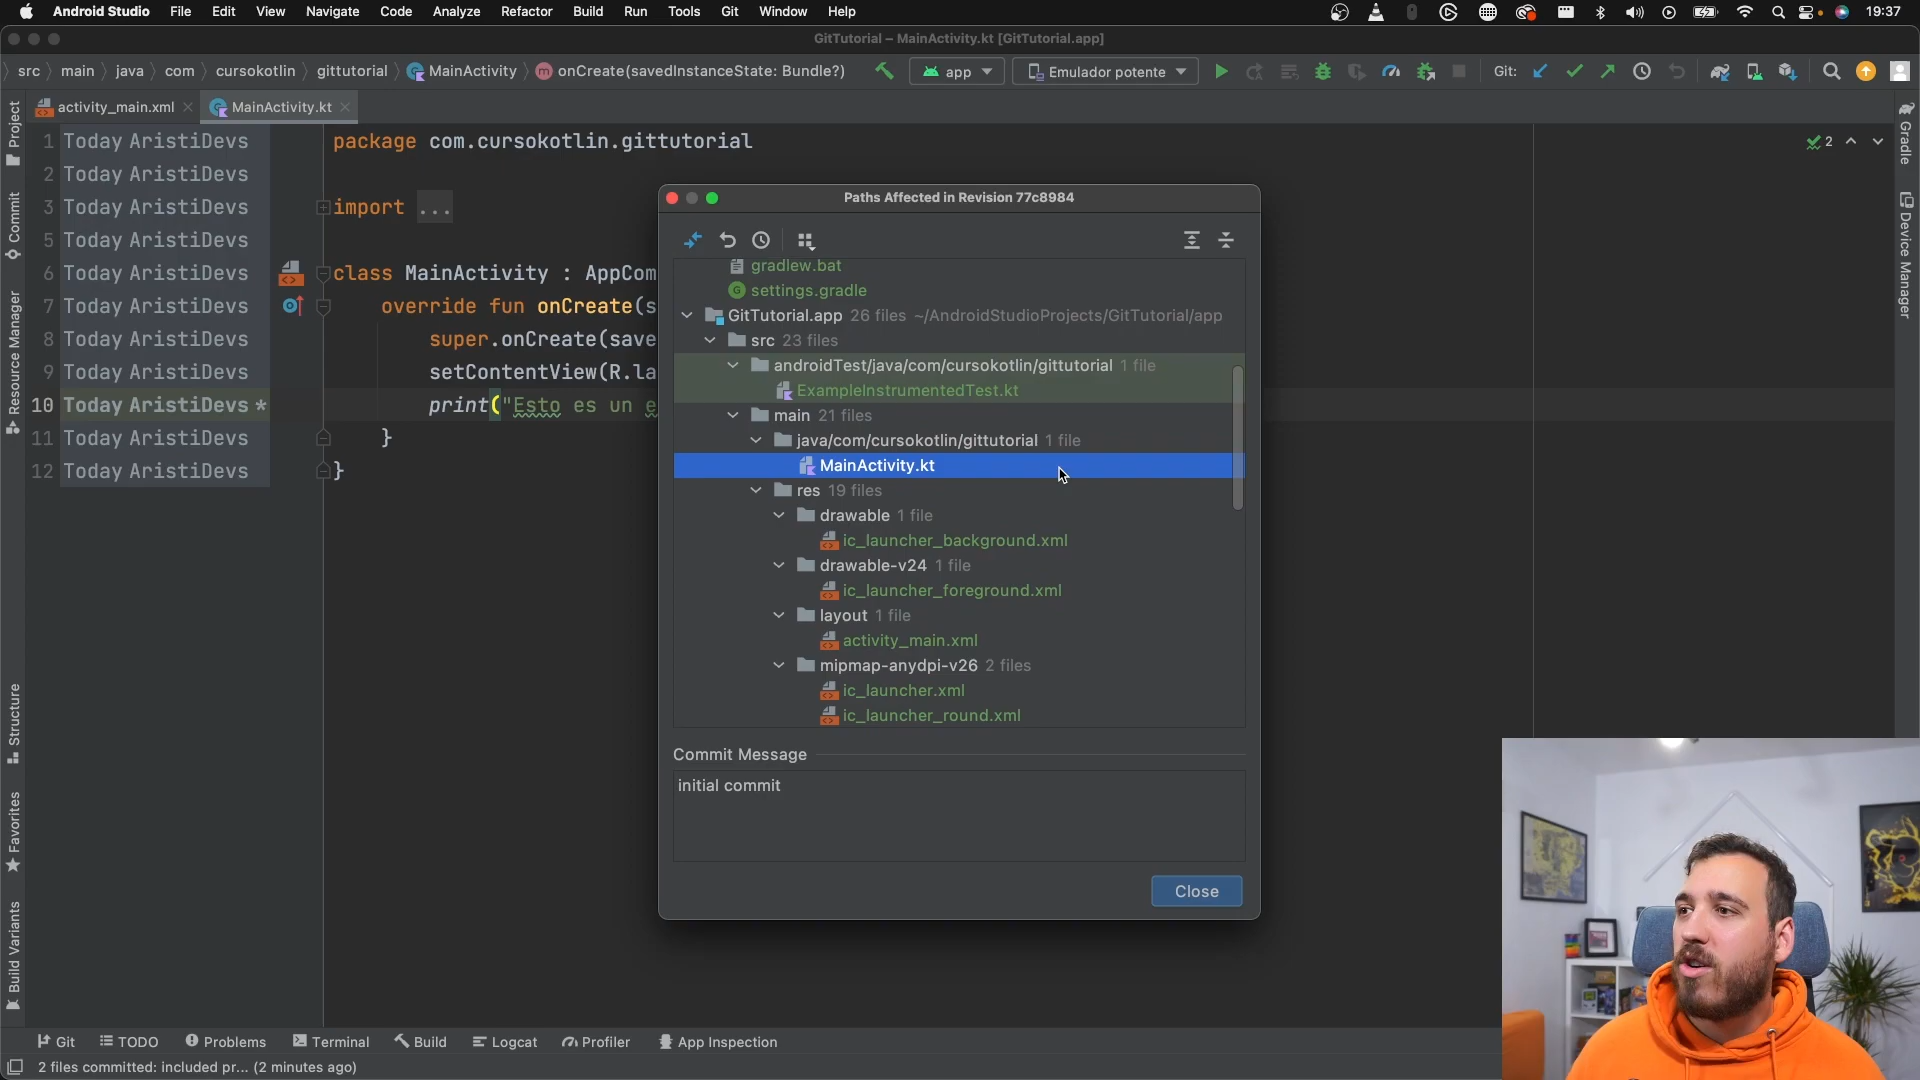 Android Studio File Edit View Navigate Code Analyze Refactor Build Run Tools Git Window Help 19:37
GitTutorial – MainActivity.kt [GitTutorial.app]
src main java com cursokotlin gittutorial MainActivity onCreate(savedInstanceState: Bundle?) app Emulador potente Git:
activity_main.xml MainActivity.kt
Project
Commit
Resource Manager
Structure
Favorites
Build Variants
Gradle
Device Manager
1 Today AristiDevs package com.cursokotlin.gittutorial
2
2 Today AristiDevs
3 Today AristiDevs import ...
5 Today AristiDevs
6 Today AristiDevs class MainActivity : AppCom
7 Today AristiDevs override fun onCreate(s
8 Today AristiDevs super.onCreate(save
9 Today AristiDevs setContentView(R.la
10 Today AristiDevs * print("Esto es un e
11 Today AristiDevs }
12 Today AristiDevs }
Paths Affected in Revision 77c8984
gradlew.bat
settings.gradle
GitTutorial.app 26 files ~/AndroidStudioProjects/GitTutorial/app
src 23 files
androidTest/java/com/cursokotlin/gittutorial 1 file
ExampleInstrumentedTest.kt
main 21 files
java/com/cursokotlin/gittutorial 1 file
MainActivity.kt
res 19 files
drawable 1 file
ic_launcher_background.xml
drawable-v24 1 file
ic_launcher_foreground.xml
layout 1 file
activity_main.xml
mipmap-anydpi-v26 2 files
ic_launcher.xml
ic_launcher_round.xml
Commit Message
initial commit
Close
Git TODO Problems Terminal Build Logcat Profiler App Inspection
2 files committed: included pr... (2 minutes ago)